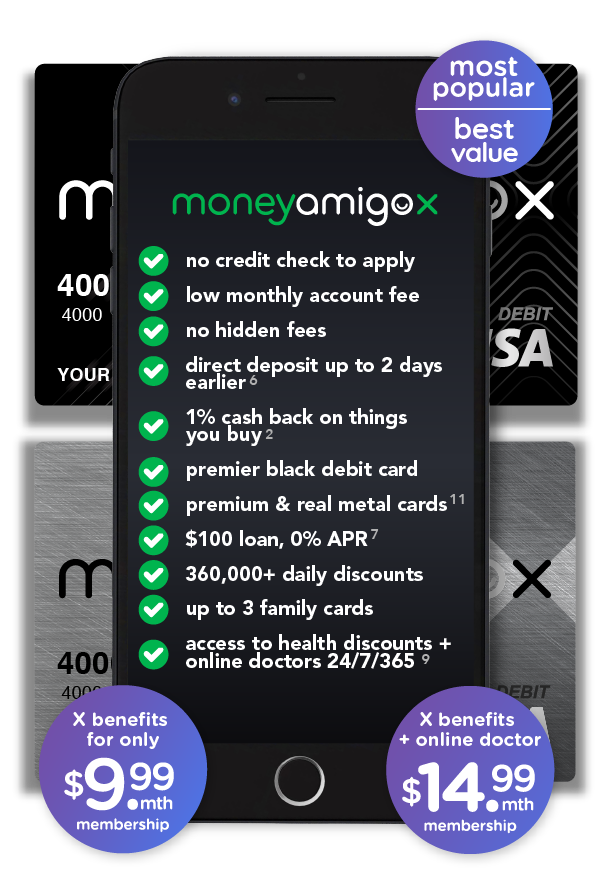 most
popular
best
value
moneyamigox
no credit check to apply
low monthly account fee
no hidden fees
direct deposit up to 2 days
earlier 6
1% cash back on things
you buy 2
premier black debit card
premium & real metal cards 11
$100 loan, 0% APR 7
360,000+ daily discounts
up to 3 family cards
access to health discounts +
online doctors 24/7/365 9
m
ox
400
4000
YOUR
DEBIT
ISA
m
ox
4000
4000
DEBIT
X benefits
for only
$9.99
.mth
membership
X benefits
+ online doctor
$14.99
.mth
membership